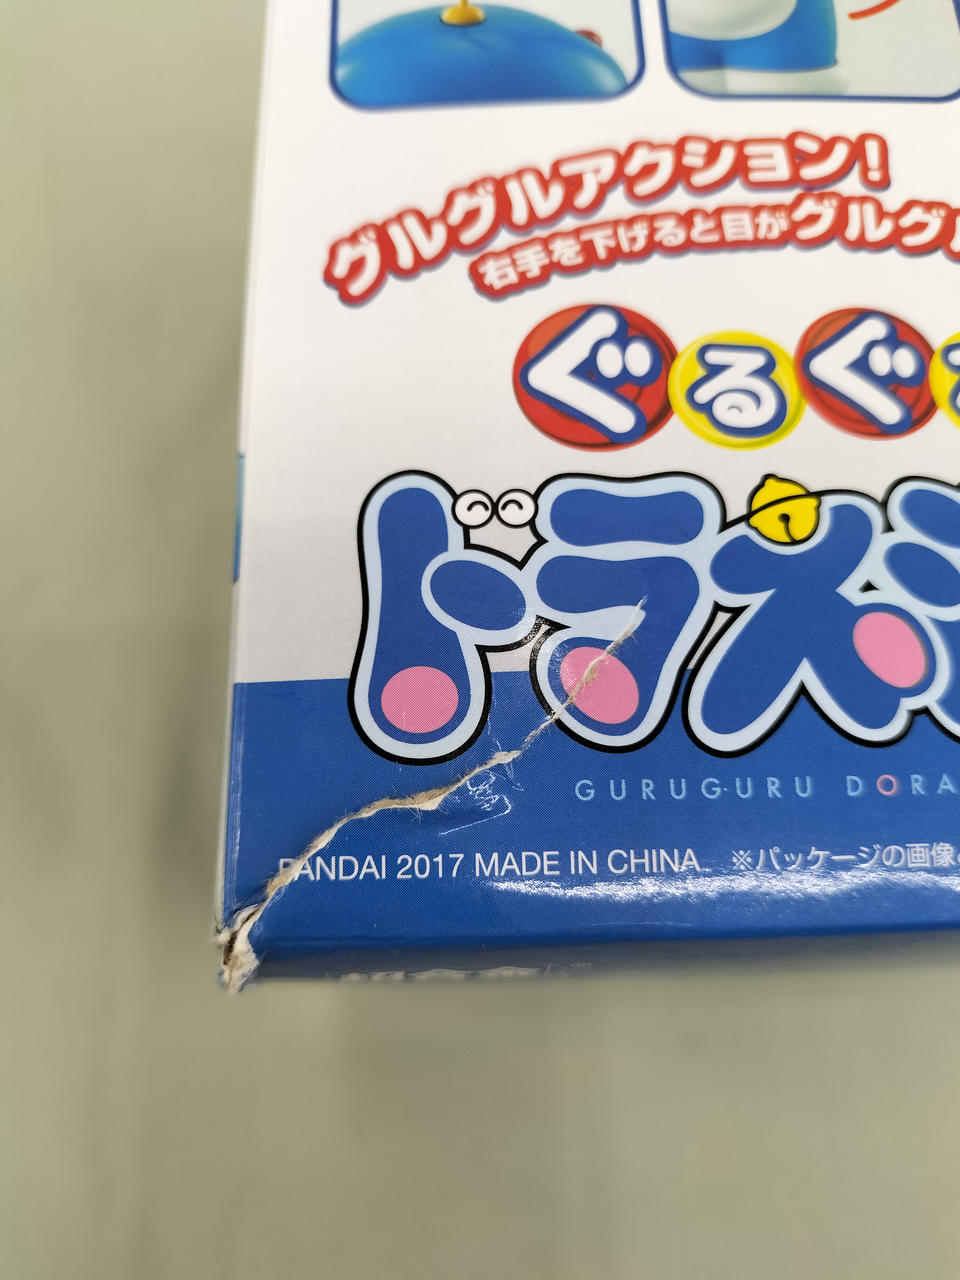 グルグルアクション!
右手を下げると目がグルグル
ぐるぐる
ドラえ
GURUGURU DORA
BANDAI 2017 MADE IN CHINA ※パッケージの画像